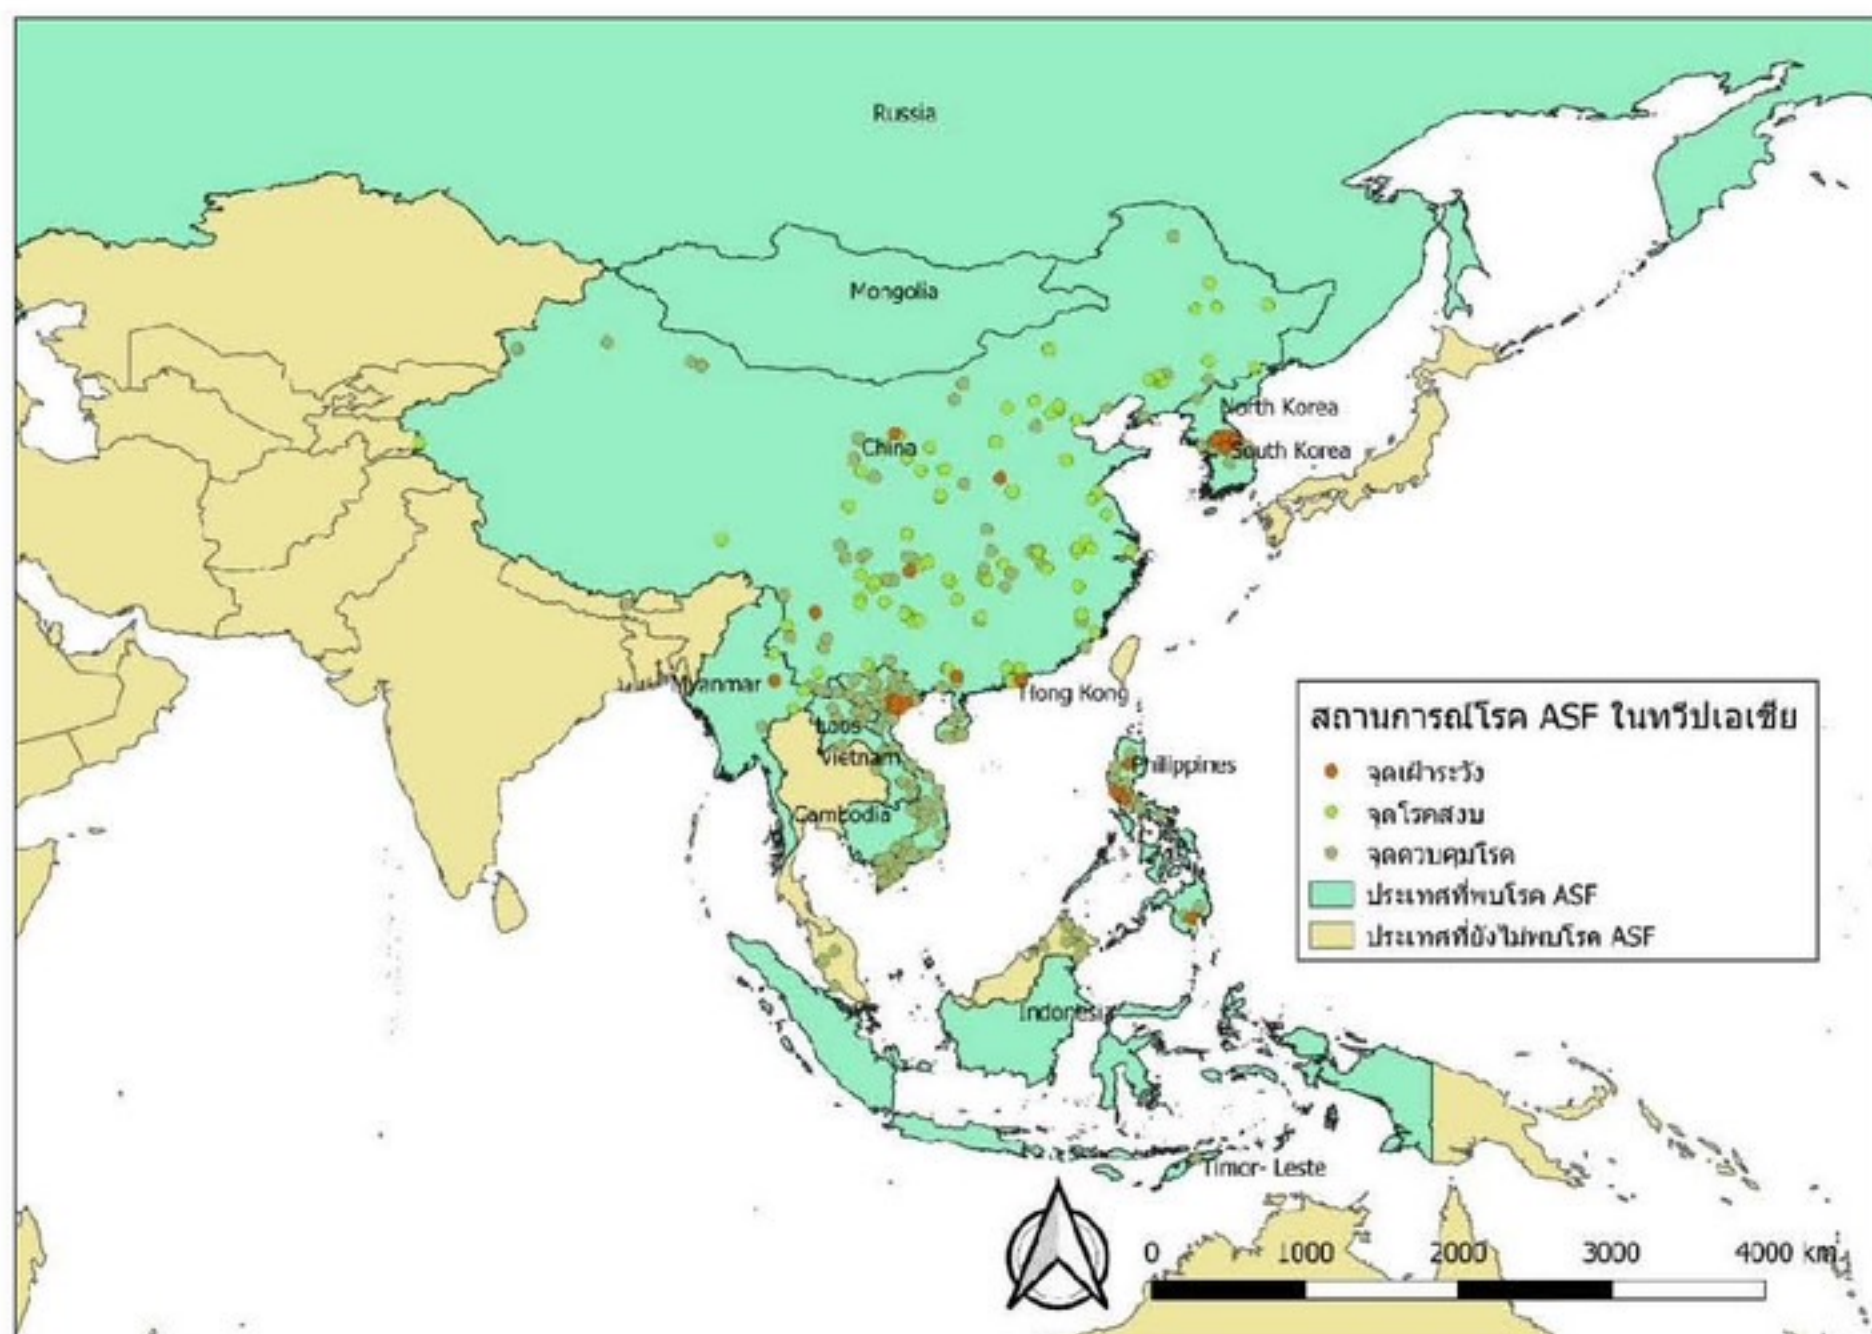 Russia
Mongolia
North Korea
China
South Korea
Myanmar
Hong Kong
Laos
Vietnam
Philippines
Cambodia
Indonesia
Timor- Leste
สถานการณ์โรค ASF ในทวีปเอเชีย
จุดเฝ้าระวัง
จุดโรคสงบ
จุดควบคุมโรค
ประเทศที่พบโรค ASF
ประเทศที่ยังไม่พบโรค ASF
0 1000 2000 3000 4000 km